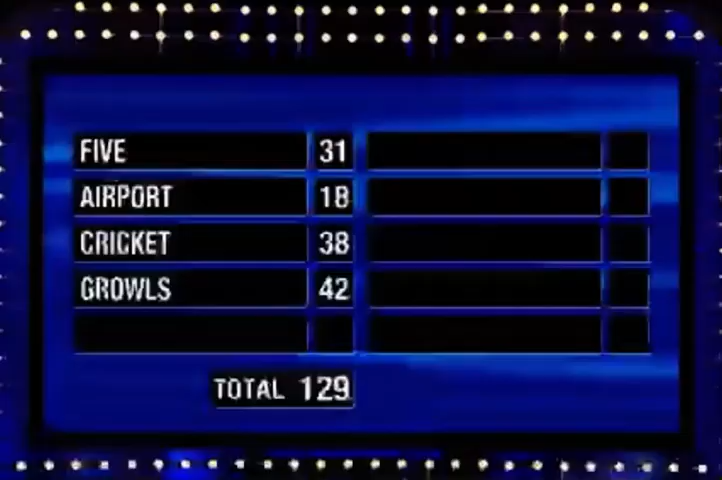 FIVE 31
AIRPORT 18
CRICKET 38
GROWLS 42
TOTAL 129